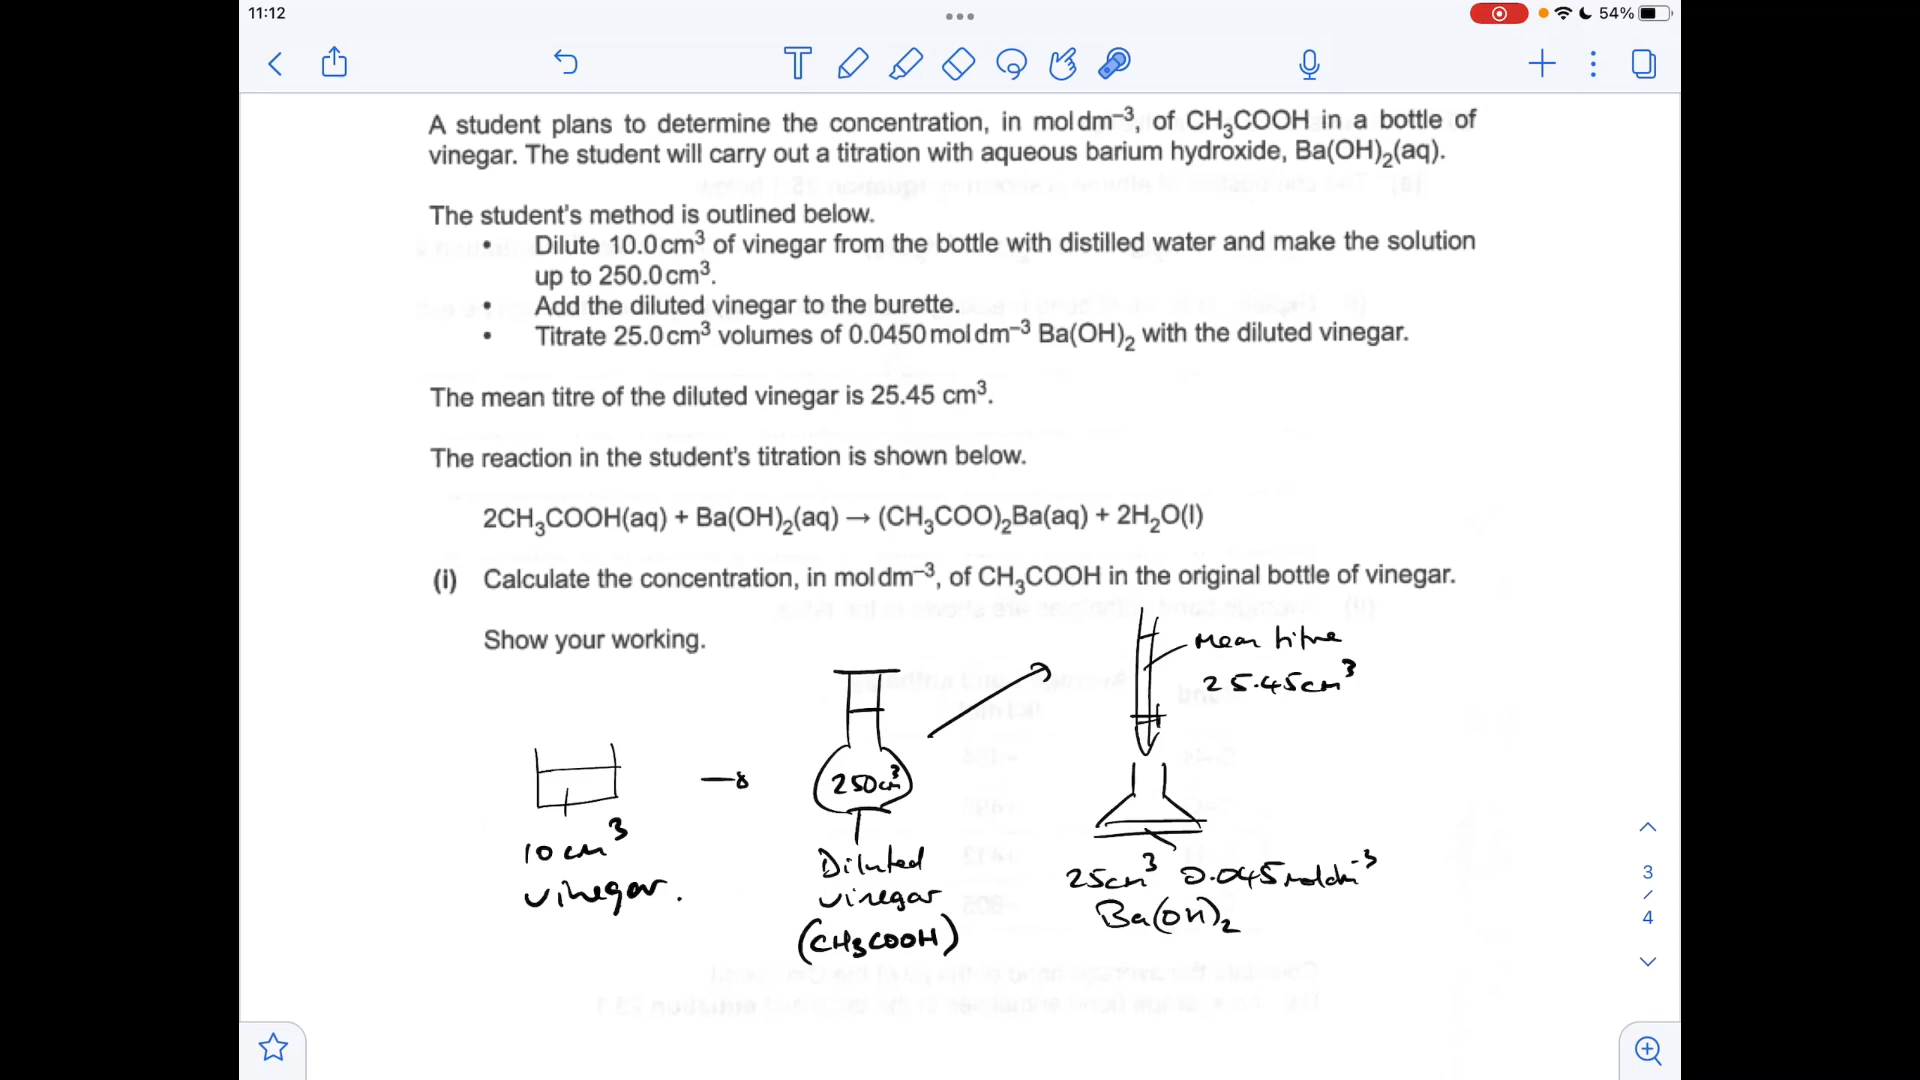 11:12
54%
A student plans to determine the concentration, in mol dm⁻³, of CH₃COOH in a bottle of
vinegar. The student will carry out a titration with aqueous barium hydroxide, Ba(OH)₂(aq).
The student's method is outlined below.
• Dilute 10.0 cm³ of vinegar from the bottle with distilled water and make the solution
up to 250.0 cm³.
• Add the diluted vinegar to the burette.
• Titrate 25.0 cm³ volumes of 0.0450 mol dm⁻³ Ba(OH)₂ with the diluted vinegar.
The mean titre of the diluted vinegar is 25.45 cm³.
The reaction in the student's titration is shown below.
2CH₃COOH(aq) + Ba(OH)₂(aq) → (CH₃COO)₂Ba(aq) + 2H₂O(l)
(i) Calculate the concentration, in mol dm⁻³, of CH₃COOH in the original bottle of vinegar.
Show your working.
Mean titre
25.45cm³
250cm³
10 cm³
vinegar.
Diluted
vinegar
(CH₃COOH)
25cm³ 0.045moldm⁻³
Ba(OH)₂
3
/
4